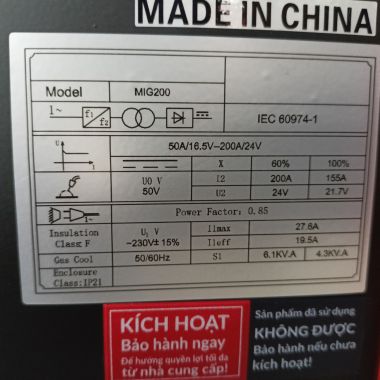 MADE IN CHINA
Model MIG200
1~ f1 f2 IEC 60974-1
U I 50A/16.5V~200A/24V
X 60% 100%
U0 V 50V I2 200A 155A
U2 24V 21.7V
Power Factor: 0.85
Insulation Class: F U1 V ~230V±15% I1max 27.6A
I1eff 19.5A
Gas Cool 50/60Hz S1 6.1KV.A 4.3KV.A
Enclosure Class: IP21
KÍCH HOẠT
Bảo hành ngay
Để hưởng quyền lợi tối đa
từ nhà cung cấp!
Sản phẩm đã sử dụng
KHÔNG ĐƯỢC
Bảo hành nếu chưa
kích hoạt!